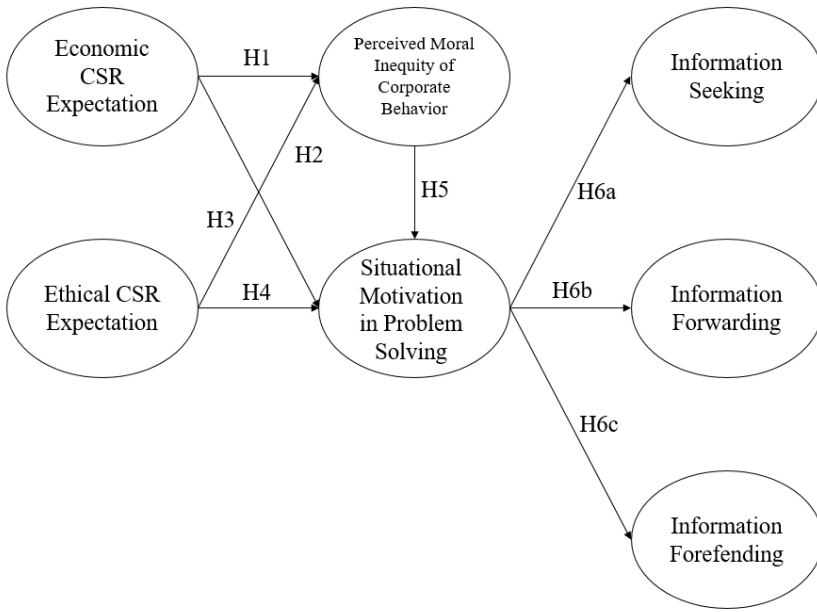 Economic
CSR
Expectation
H1
Perceived Moral
Inequity of
Corporate
Behavior
Information
Seeking
H2
H3
H5
H6a
Ethical CSR
Expectation
H4
Situational
Motivation
in Problem
Solving
H6b
Information
Forwarding
H6c
Information
Forefending